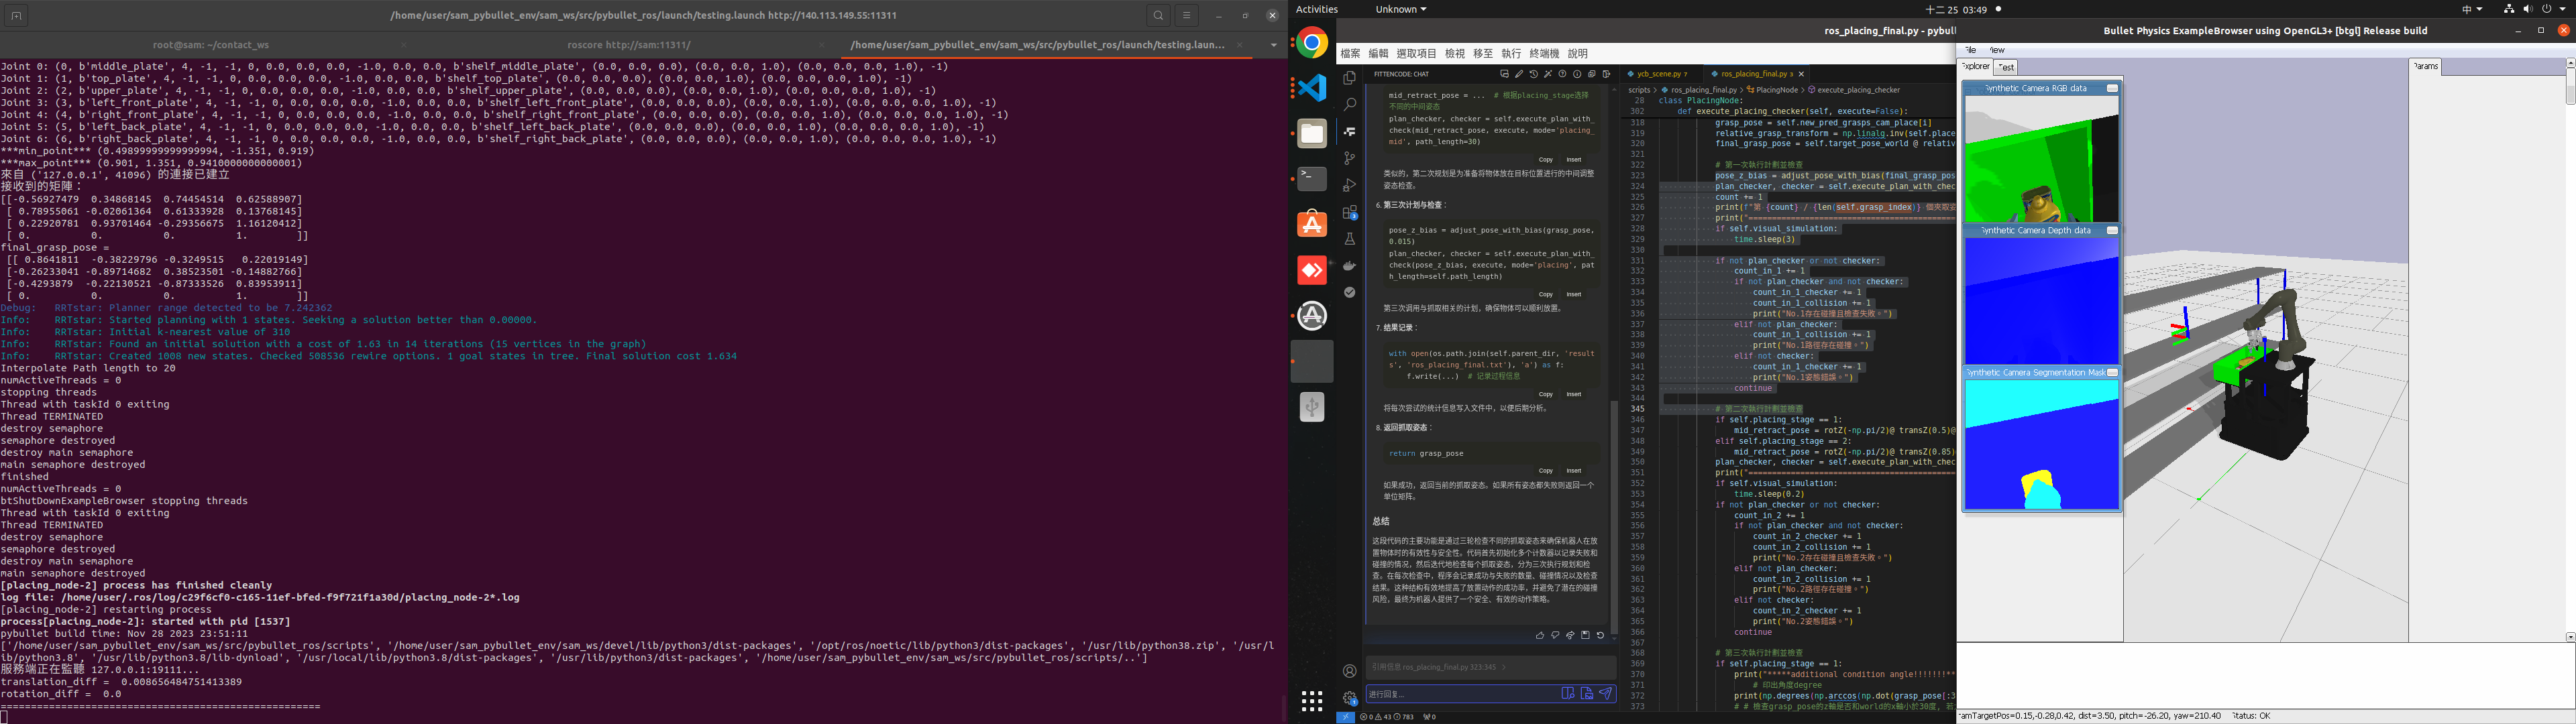 /home/user/sam_pybullet_env/sam_ws/src/pybullet_ros/launch/testing.launch http://140.113.149.55:11311
root@sam: ~/contact_ws
roscore http://sam:11311/
/home/user/sam_pybullet_env/sam_ws/src/pybullet_ros/launch/testing.laun...
Joint 0: (0, b'middle_plate', 4, -1, -1, 0, 0.0, 0.0, 0.0, -1.0, 0.0, 0.0, b'shelf_middle_plate', (0.0, 0.0, 0.0), (0.0, 0.0, 1.0), (0.0, 0.0, 0.0, 1.0), -1)
Joint 1: (1, b'top_plate', 4, -1, -1, 0, 0.0, 0.0, 0.0, -1.0, 0.0, 0.0, b'shelf_top_plate', (0.0, 0.0, 0.0), (0.0, 0.0, 1.0), (0.0, 0.0, 0.0, 1.0), -1)
Joint 2: (2, b'upper_plate', 4, -1, -1, 0, 0.0, 0.0, 0.0, -1.0, 0.0, 0.0, b'shelf_upper_plate', (0.0, 0.0, 0.0), (0.0, 0.0, 1.0), (0.0, 0.0, 0.0, 1.0), -1)
Joint 3: (3, b'left_front_plate', 4, -1, -1, 0, 0.0, 0.0, 0.0, -1.0, 0.0, 0.0, b'shelf_left_front_plate', (0.0, 0.0, 0.0), (0.0, 0.0, 1.0), (0.0, 0.0, 0.0, 1.0), -1)
Joint 4: (4, b'right_front_plate', 4, -1, -1, 0, 0.0, 0.0, 0.0, -1.0, 0.0, 0.0, b'shelf_right_front_plate', (0.0, 0.0, 0.0), (0.0, 0.0, 1.0), (0.0, 0.0, 0.0, 1.0), -1)
Joint 5: (5, b'left_back_plate', 4, -1, -1, 0, 0.0, 0.0, 0.0, -1.0, 0.0, 0.0, b'shelf_left_back_plate', (0.0, 0.0, 0.0), (0.0, 0.0, 1.0), (0.0, 0.0, 0.0, 1.0), -1)
Joint 6: (6, b'right_back_plate', 4, -1, -1, 0, 0.0, 0.0, 0.0, -1.0, 0.0, 0.0, b'shelf_right_back_plate', (0.0, 0.0, 0.0), (0.0, 0.0, 1.0), (0.0, 0.0, 0.0, 1.0), -1)
***min_point*** (0.49899999999999994, -1.351, 0.919)
***max_point*** (0.901, 1.351, 0.9410000000000001)
來自 ('127.0.0.1', 41096) 的連接已建立
接收到的矩陣：
[[-0.56927479 0.34868145 0.74454514 0.62588907]
[ 0.78955061 -0.02061364 0.61333928 0.13768145]
[ 0.22920781 0.93701464 -0.29356675 1.16120412]
[ 0. 0. 0. 1. ]]
final_grasp_pose =
[[ 0.8641811 -0.38229796 -0.3249515 0.22019149]
[-0.26233041 -0.89714682 0.38523501 -0.14882766]
[-0.4293879 -0.22130521 -0.87333526 0.83953911]
[ 0. 0. 0. 1. ]]
Debug: RRTstar: Planner range detected to be 7.242362
Info: RRTstar: Started planning with 1 states. Seeking a solution better than 0.00000.
Info: RRTstar: Initial k-nearest value of 310
Info: RRTstar: Found an initial solution with a cost of 1.63 in 14 iterations (15 vertices in the graph)
Info: RRTstar: Created 1008 new states. Checked 508536 rewire options. 1 goal states in tree. Final solution cost 1.634
Interpolate Path length to 20
numActiveThreads = 0
stopping threads
Thread with taskId 0 exiting
Thread TERMINATED
destroy semaphore
semaphore destroyed
destroy main semaphore
main semaphore destroyed
finished
numActiveThreads = 0
btShutDownExampleBrowser stopping threads
Thread with taskId 0 exiting
Thread TERMINATED
destroy semaphore
semaphore destroyed
destroy main semaphore
main semaphore destroyed
[placing_node-2] process has finished cleanly
log file: /home/user/.ros/log/c29f6cf0-c165-11ef-bfed-f9f721f1a30d/placing_node-2*.log
[placing_node-2] restarting process
process[placing_node-2]: started with pid [1537]
pybullet build time: Nov 28 2023 23:51:11
['/home/user/sam_pybullet_env/sam_ws/src/pybullet_ros/scripts', '/home/user/sam_pybullet_env/sam_ws/devel/lib/python3/dist-packages', '/opt/ros/noetic/lib/python3/dist-packages', '/usr/lib/python38.zip', '/usr/l
ib/python3.8', '/usr/lib/python3.8/lib-dynload', '/usr/local/lib/python3.8/dist-packages', '/usr/lib/python3/dist-packages', '/home/user/sam_pybullet_env/sam_ws/src/pybullet_ros/scripts/..']
服務端正在監聽 127.0.0.1:19111...
translation_diff = 0.008656484751413389
rotation_diff = 0.0
====================================================
Activities
Unknown
十二 25 03:49
中
ros_placing_final.py - pybull
檔案 編輯 選取項目 檢視 移至 執行 終端機 說明
FITTENCODE: CHAT
mid_retract_pose = ... # 根据placing_stage选择
不同的中间姿态
plan_checker, checker = self.execute_plan_with_
check(mid_retract_pose, execute, mode='placing_
mid', path_length=30)
Copy Insert
类似的，第二次规划是为准备将物体放在目标位置进行的中间调整
姿态检查。
6. 第三次计划与检查：
pose_z_bias = adjust_pose_with_bias(grasp_pose,
0.015)
plan_checker, checker = self.execute_plan_with_
check(pose_z_bias, execute, mode='placing', pat
h_length=self.path_length)
Copy Insert
第三次调用与抓取相关的计划，确保物体可以顺利放置。
7. 结果记录：
with open(os.path.join(self.parent_dir, 'result
s', 'ros_placing_final.txt'), 'a') as f:
f.write(...) # 记录过程信息
Copy Insert
将每次尝试的统计信息写入文件中，以便后期分析。
8. 返回抓取姿态：
return grasp_pose
Copy Insert
如果成功，返回当前的抓取姿态。如果所有姿态都失败则返回一个
单位矩阵。
总结
这段代码的主要功能是通过三轮检查不同的抓取姿态来确保机器人在放
置物体时的有效性与安全性。代码首先初始化多个计数器以记录失败和
碰撞的情况，然后迭代地检查每个抓取姿态，分为三次执行规划和检
查。在每次检查中，程序会记录成功与失败的数量、碰撞情况以及检查
结果。这种结构有效地提高了放置动作的成功率，并避免了潜在的碰撞
风险，最终为机器人提供了一个安全、有效的动作策略。
引用信息 ros_placing_final.py 323:345
进行回复...
0 43 783 0
ycb_scene.py 7
ros_placing_final.py 3
scripts > ros_placing_final.py > PlacingNode > execute_placing_checker
28 class PlacingNode:
302 def execute_placing_checker(self, execute=False):
318 grasp_pose = self.new_pred_grasps_cam_place[i]
319 relative_grasp_transform = np.linalg.inv(self.place
320 final_grasp_pose = self.target_pose_world @ relativ
321
322 # 第一次執行計劃並檢查
323 pose_z_bias = adjust_pose_with_bias(final_grasp_pos
324 plan_checker, checker = self.execute_plan_with_chec
325 count += 1
326 print(f"第 {count} / {len(self.grasp_index)} 個夾取姿
327 print("==============================================
328 if self.visual_simulation:
329 time.sleep(3)
330
331 if not plan_checker or not checker:
332 count_in_1 += 1
333 if not plan_checker and not checker:
334 count_in_1_checker += 1
335 count_in_1_collision += 1
336 print("No.1存在碰撞且檢查失敗。")
337 elif not plan_checker:
338 count_in_1_collision += 1
339 print("No.1路徑存在碰撞。")
340 elif not checker:
341 count_in_1_checker += 1
342 print("No.1姿態錯誤。")
343 continue
344
345 # 第二次執行計劃並檢查
346 if self.placing_stage == 1:
347 mid_retract_pose = rotZ(-np.pi/2)@ transZ(0.5)@
348 elif self.placing_stage == 2:
349 mid_retract_pose = rotZ(-np.pi/2)@ transZ(0.85)@
350 plan_checker, checker = self.execute_plan_with_chec
351 print("==============================================
352 if self.visual_simulation:
353 time.sleep(0.2)
354 if not plan_checker or not checker:
355 count_in_2 += 1
356 if not plan_checker and not checker:
357 count_in_2_checker += 1
358 count_in_2_collision += 1
359 print("No.2存在碰撞且檢查失敗。")
360 elif not plan_checker:
361 count_in_2_collision += 1
362 print("No.2路徑存在碰撞。")
363 elif not checker:
364 count_in_2_checker += 1
365 print("No.2姿態錯誤。")
366 continue
367
368 # 第三次執行計劃並檢查
369 if self.placing_stage == 1:
370 print("*****additional condition angle!!!!!!!**
371 # 印出角度degree
372 print(np.degrees(np.arccos(np.dot(grasp_pose[:3
373 # # 檢查grasp_pose的z軸是否和world的x軸小於30度, 若
Bullet Physics ExampleBrowser using OpenGL3+ [btgl] Release build
File View
Explorer Test
Params
Synthetic Camera RGB data
Synthetic Camera Depth data
Synthetic Camera Segmentation Mask
camTargetPos=0.15,-0.28,0.42, dist=3.50, pitch=-26.20, yaw=210.40 Status: OK